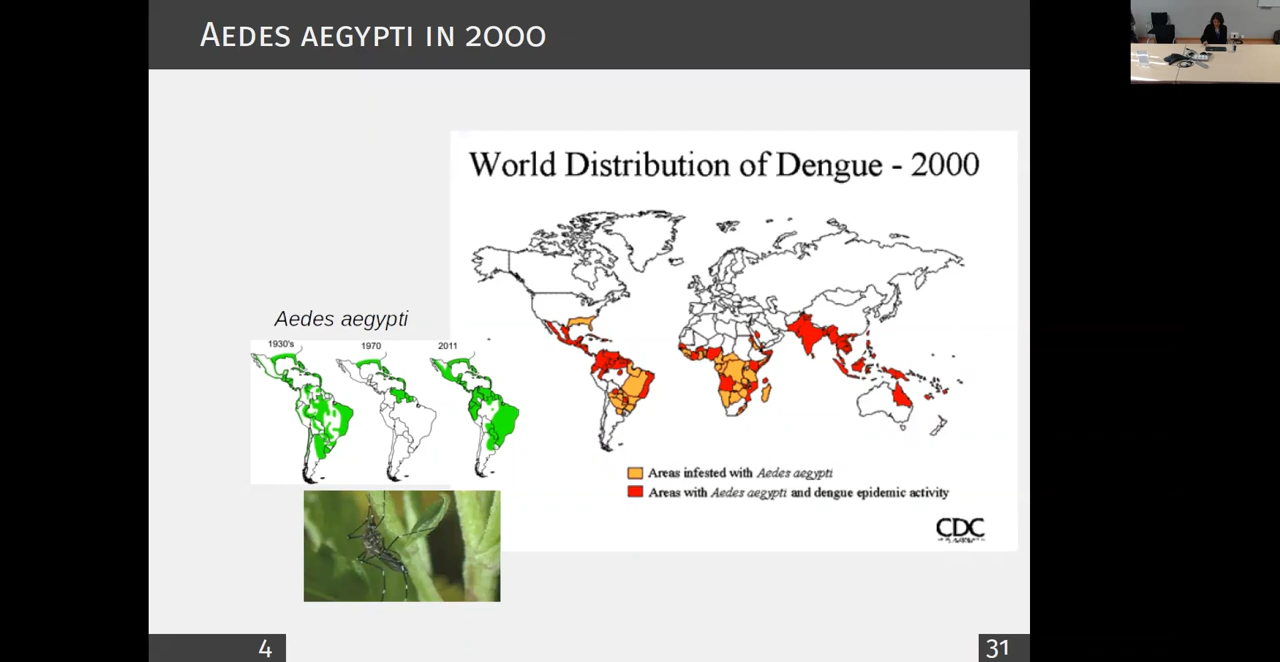 AEDES AEGYPTI IN 2000
World Distribution of Dengue - 2000
Aedes aegypti
1930's 1970 2011
Areas infested with Aedes aegypti
Areas with Aedes aegypti and dengue epidemic activity
CDC
4
31